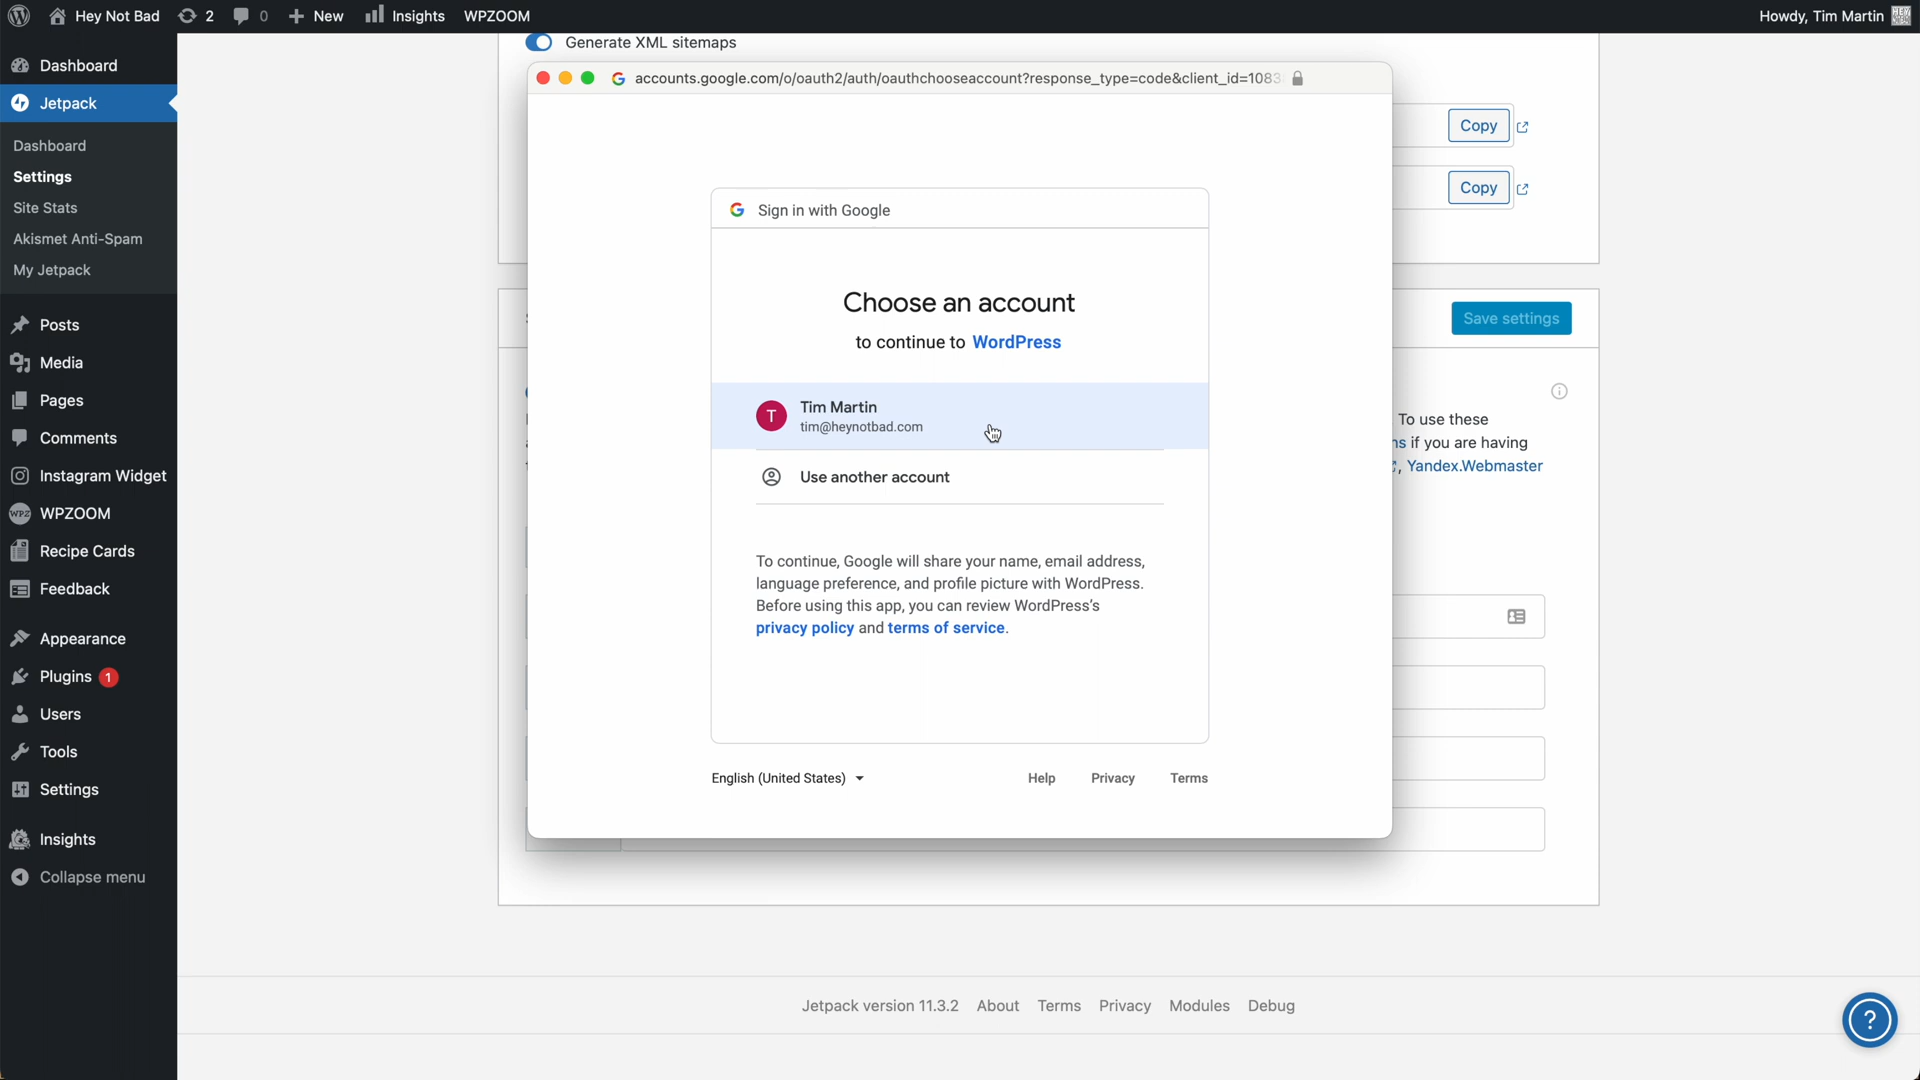 Hey Not Bad 2 0 New Insights WPZOOM Howdy, Tim Martin
Dashboard
Jetpack
Dashboard
Settings
Site Stats
Akismet Anti-Spam
My Jetpack
Posts
Media
Pages
Comments
Instagram Widget
WPZOOM
Recipe Cards
Feedback
Appearance
Plugins 1
Users
Tools
Settings
Insights
Collapse menu
Generate XML sitemaps
accounts.google.com/o/oauth2/auth/oauthchooseaccount?response_type=code&client_id=1083
Copy
Copy
Save settings
To use these
ns if you are having
, Yandex.Webmaster
Sign in with Google
Choose an account
to continue to WordPress
T
Tim Martin
tim@heynotbad.com
Use another account
To continue, Google will share your name, email address,
language preference, and profile picture with WordPress.
Before using this app, you can review WordPress's
privacy policy and terms of service.
English (United States) Help Privacy Terms
Jetpack version 11.3.2 About Terms Privacy Modules Debug
?